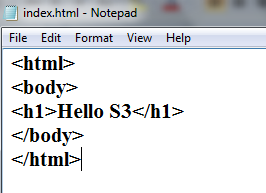 index.html - Notepad
File Edit Format View Help
<html>
<body>
<h1>Hello S3</h1>
</body>
</html>